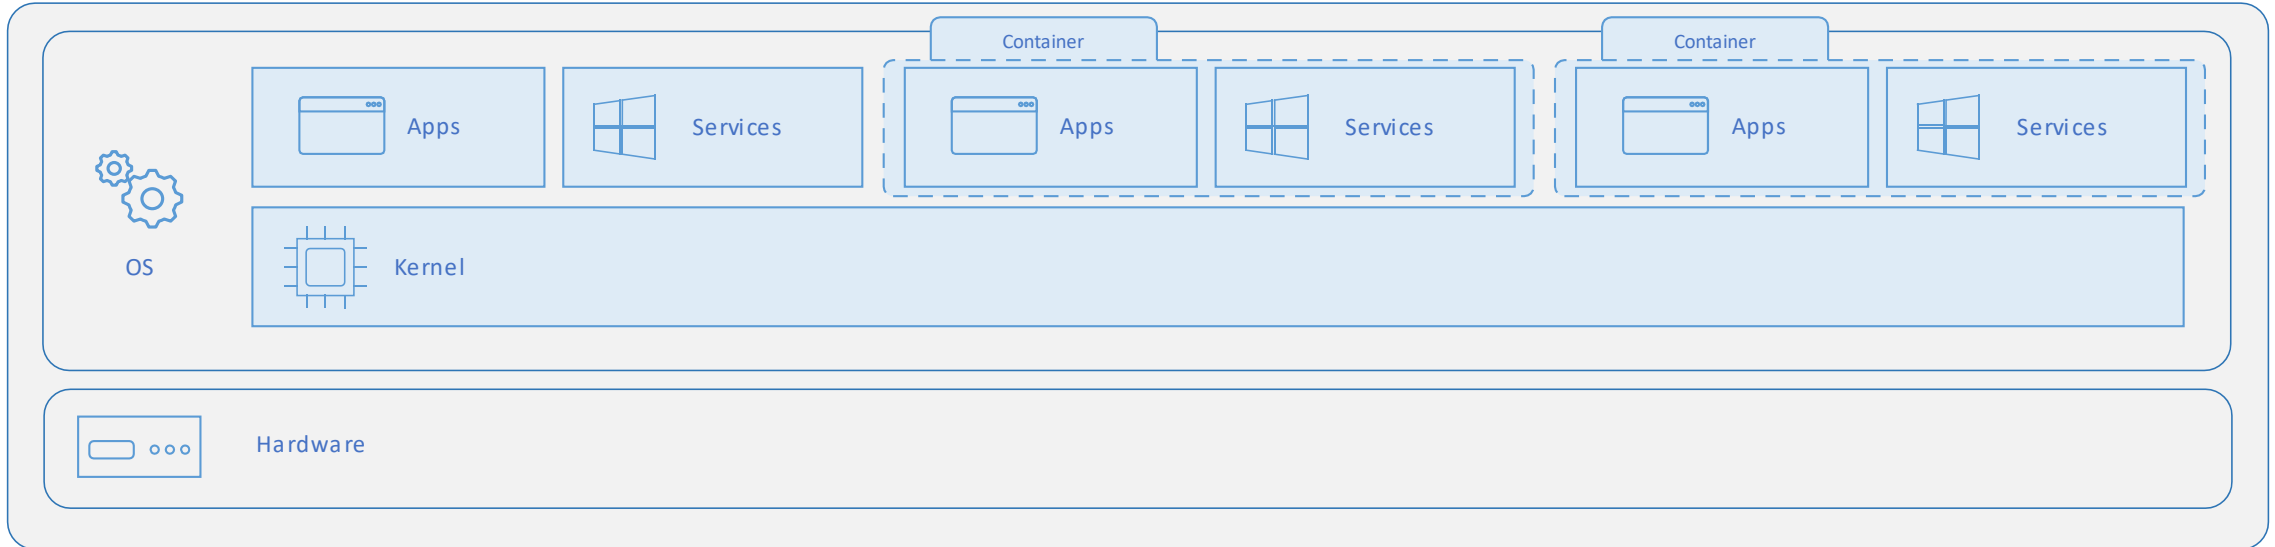 Container
Container
Apps
Services
Apps
Services
Apps
Services
OS
Kernel
Hardware